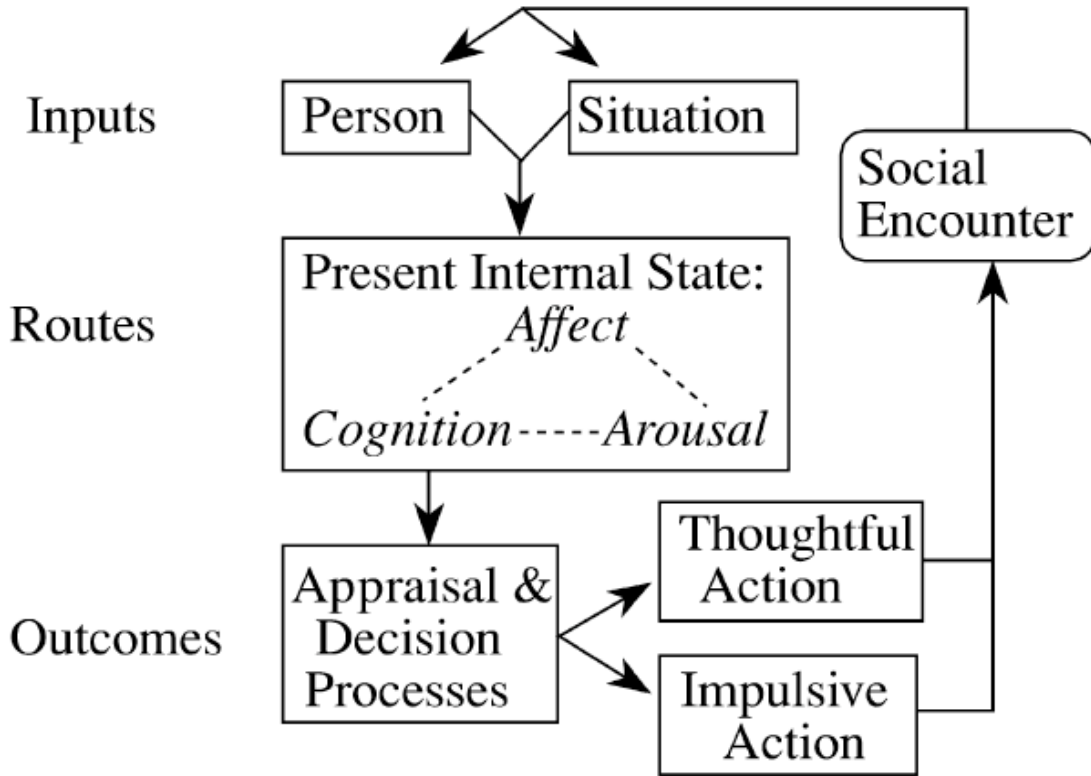 Inputs
Person
Situation
Social
Encounter
Routes
Present Internal State:
Affect
Cognition
Arousal
Outcomes
Appraisal &
Decision
Processes
Thoughtful
Action
Impulsive
Action